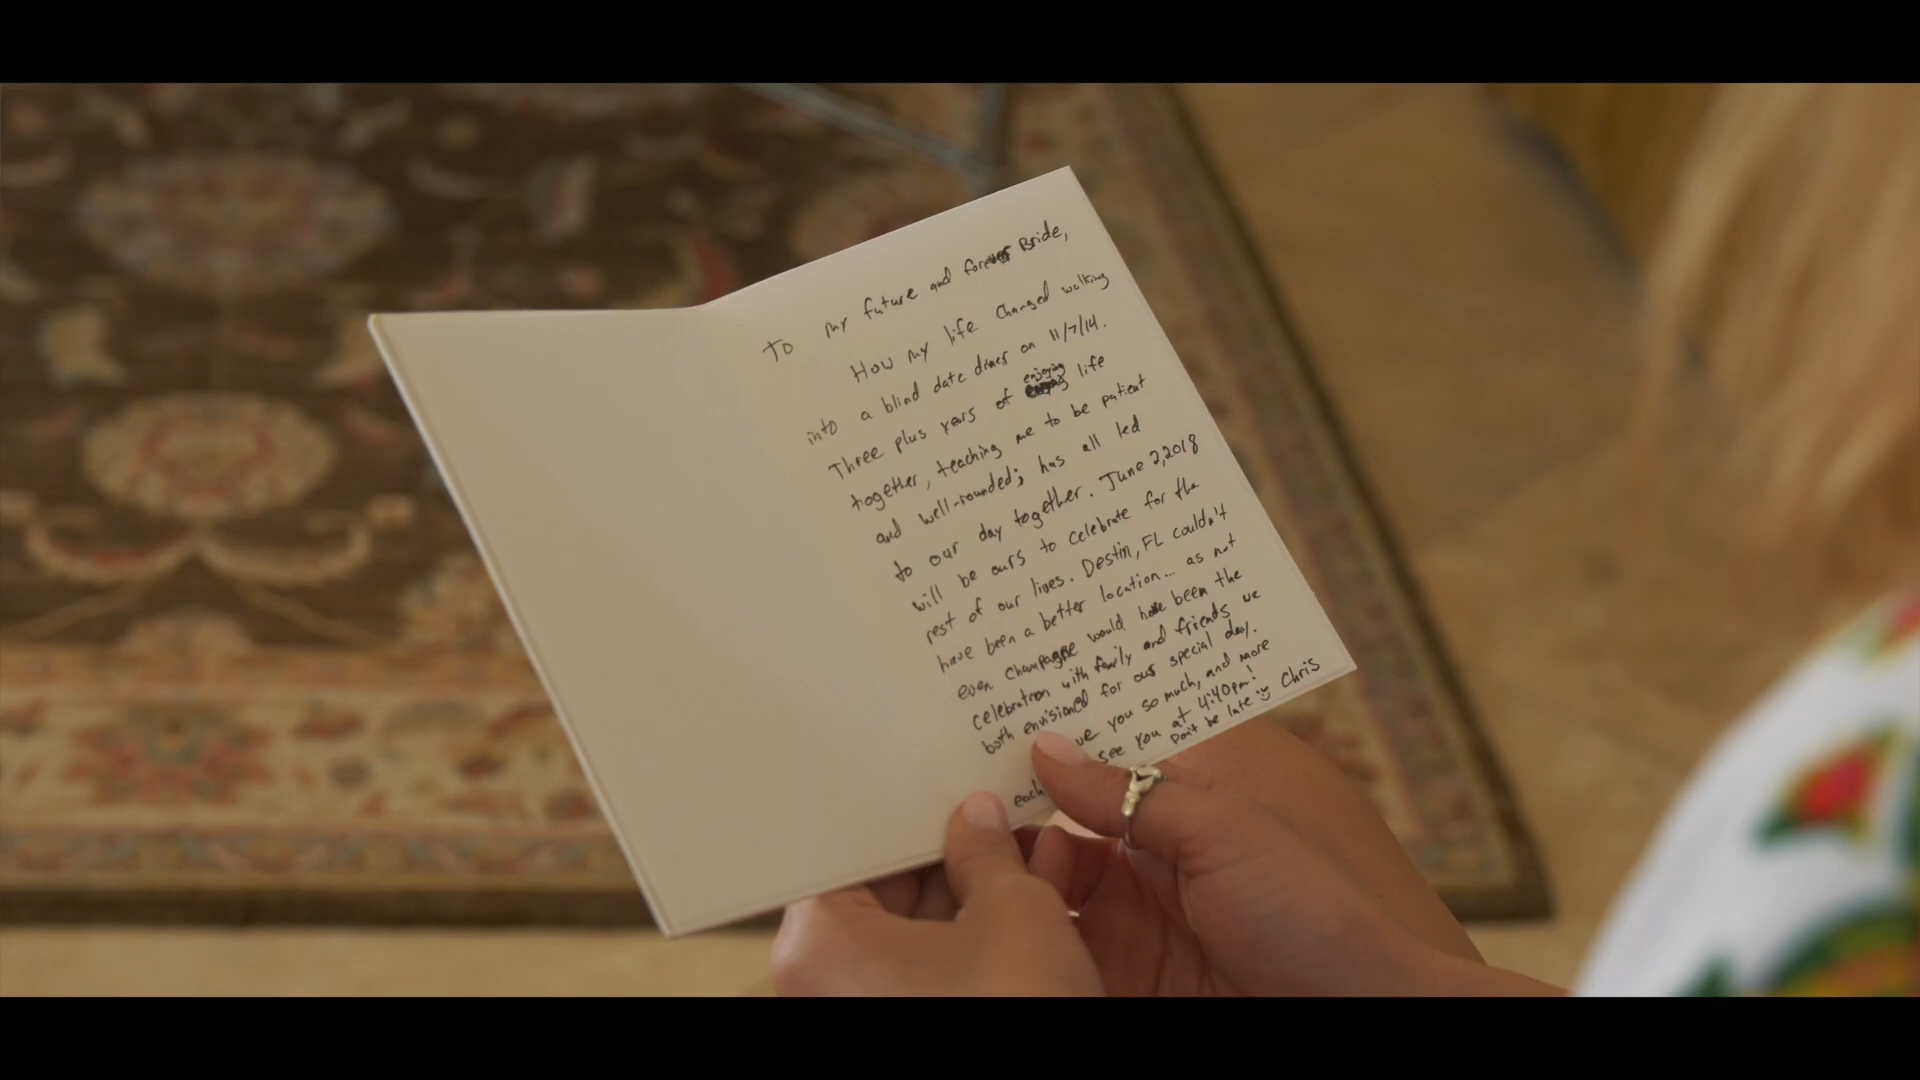 To my future and forever Bride,
How my life changed walking
into a blind date diner on 11/7/14.
Three plus years of enjoying life
together, teaching me to be patient
and well-rounded; has all led
to our day together. June 2, 2018
will be ours to celebrate for the
rest of our lives. Destin, FL couldn't
have been a better location... as not
even champagne would have been the
celebration with family and friends we
both envisioned for our special day.
ve you so much, and more
each
see you at 4:40pm!
Don't be late Chris